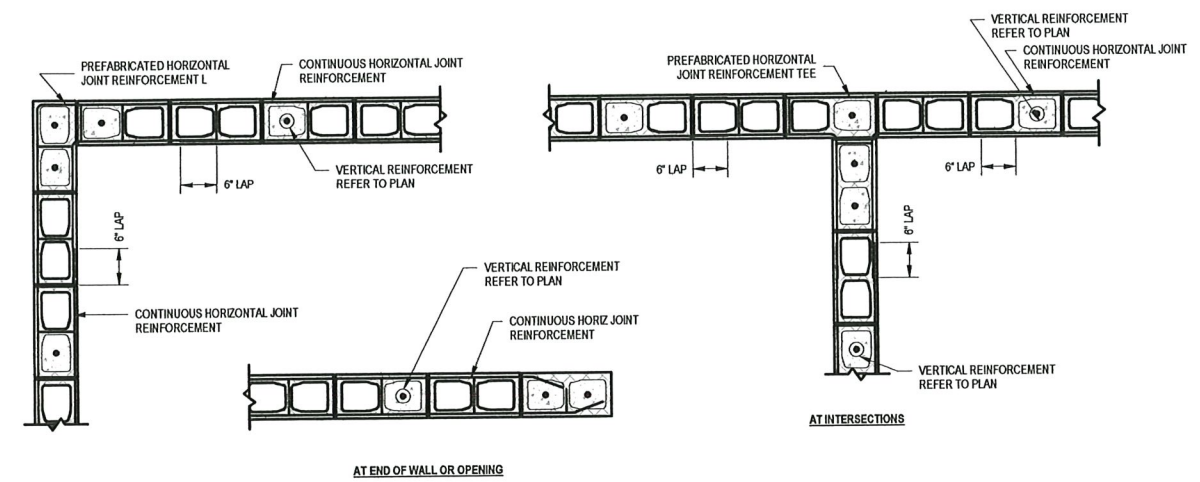 PREFABRICATED HORIZONTAL
JOINT REINFORCEMENT L
CONTINUOUS HORIZONTAL JOINT
REINFORCEMENT
VERTICAL REINFORCEMENT
REFER TO PLAN
6" LAP
6" LAP
CONTINUOUS HORIZONTAL JOINT
REINFORCEMENT
VERTICAL REINFORCEMENT
REFER TO PLAN
CONTINUOUS HORIZ JOINT
REINFORCEMENT
AT END OF WALL OR OPENING
PREFABRICATED HORIZONTAL
JOINT REINFORCEMENT TEE
VERTICAL REINFORCEMENT
REFER TO PLAN
CONTINUOUS HORIZONTAL JOINT
REINFORCEMENT
6" LAP
6" LAP
6" LAP
VERTICAL REINFORCEMENT
REFER TO PLAN
AT INTERSECTIONS